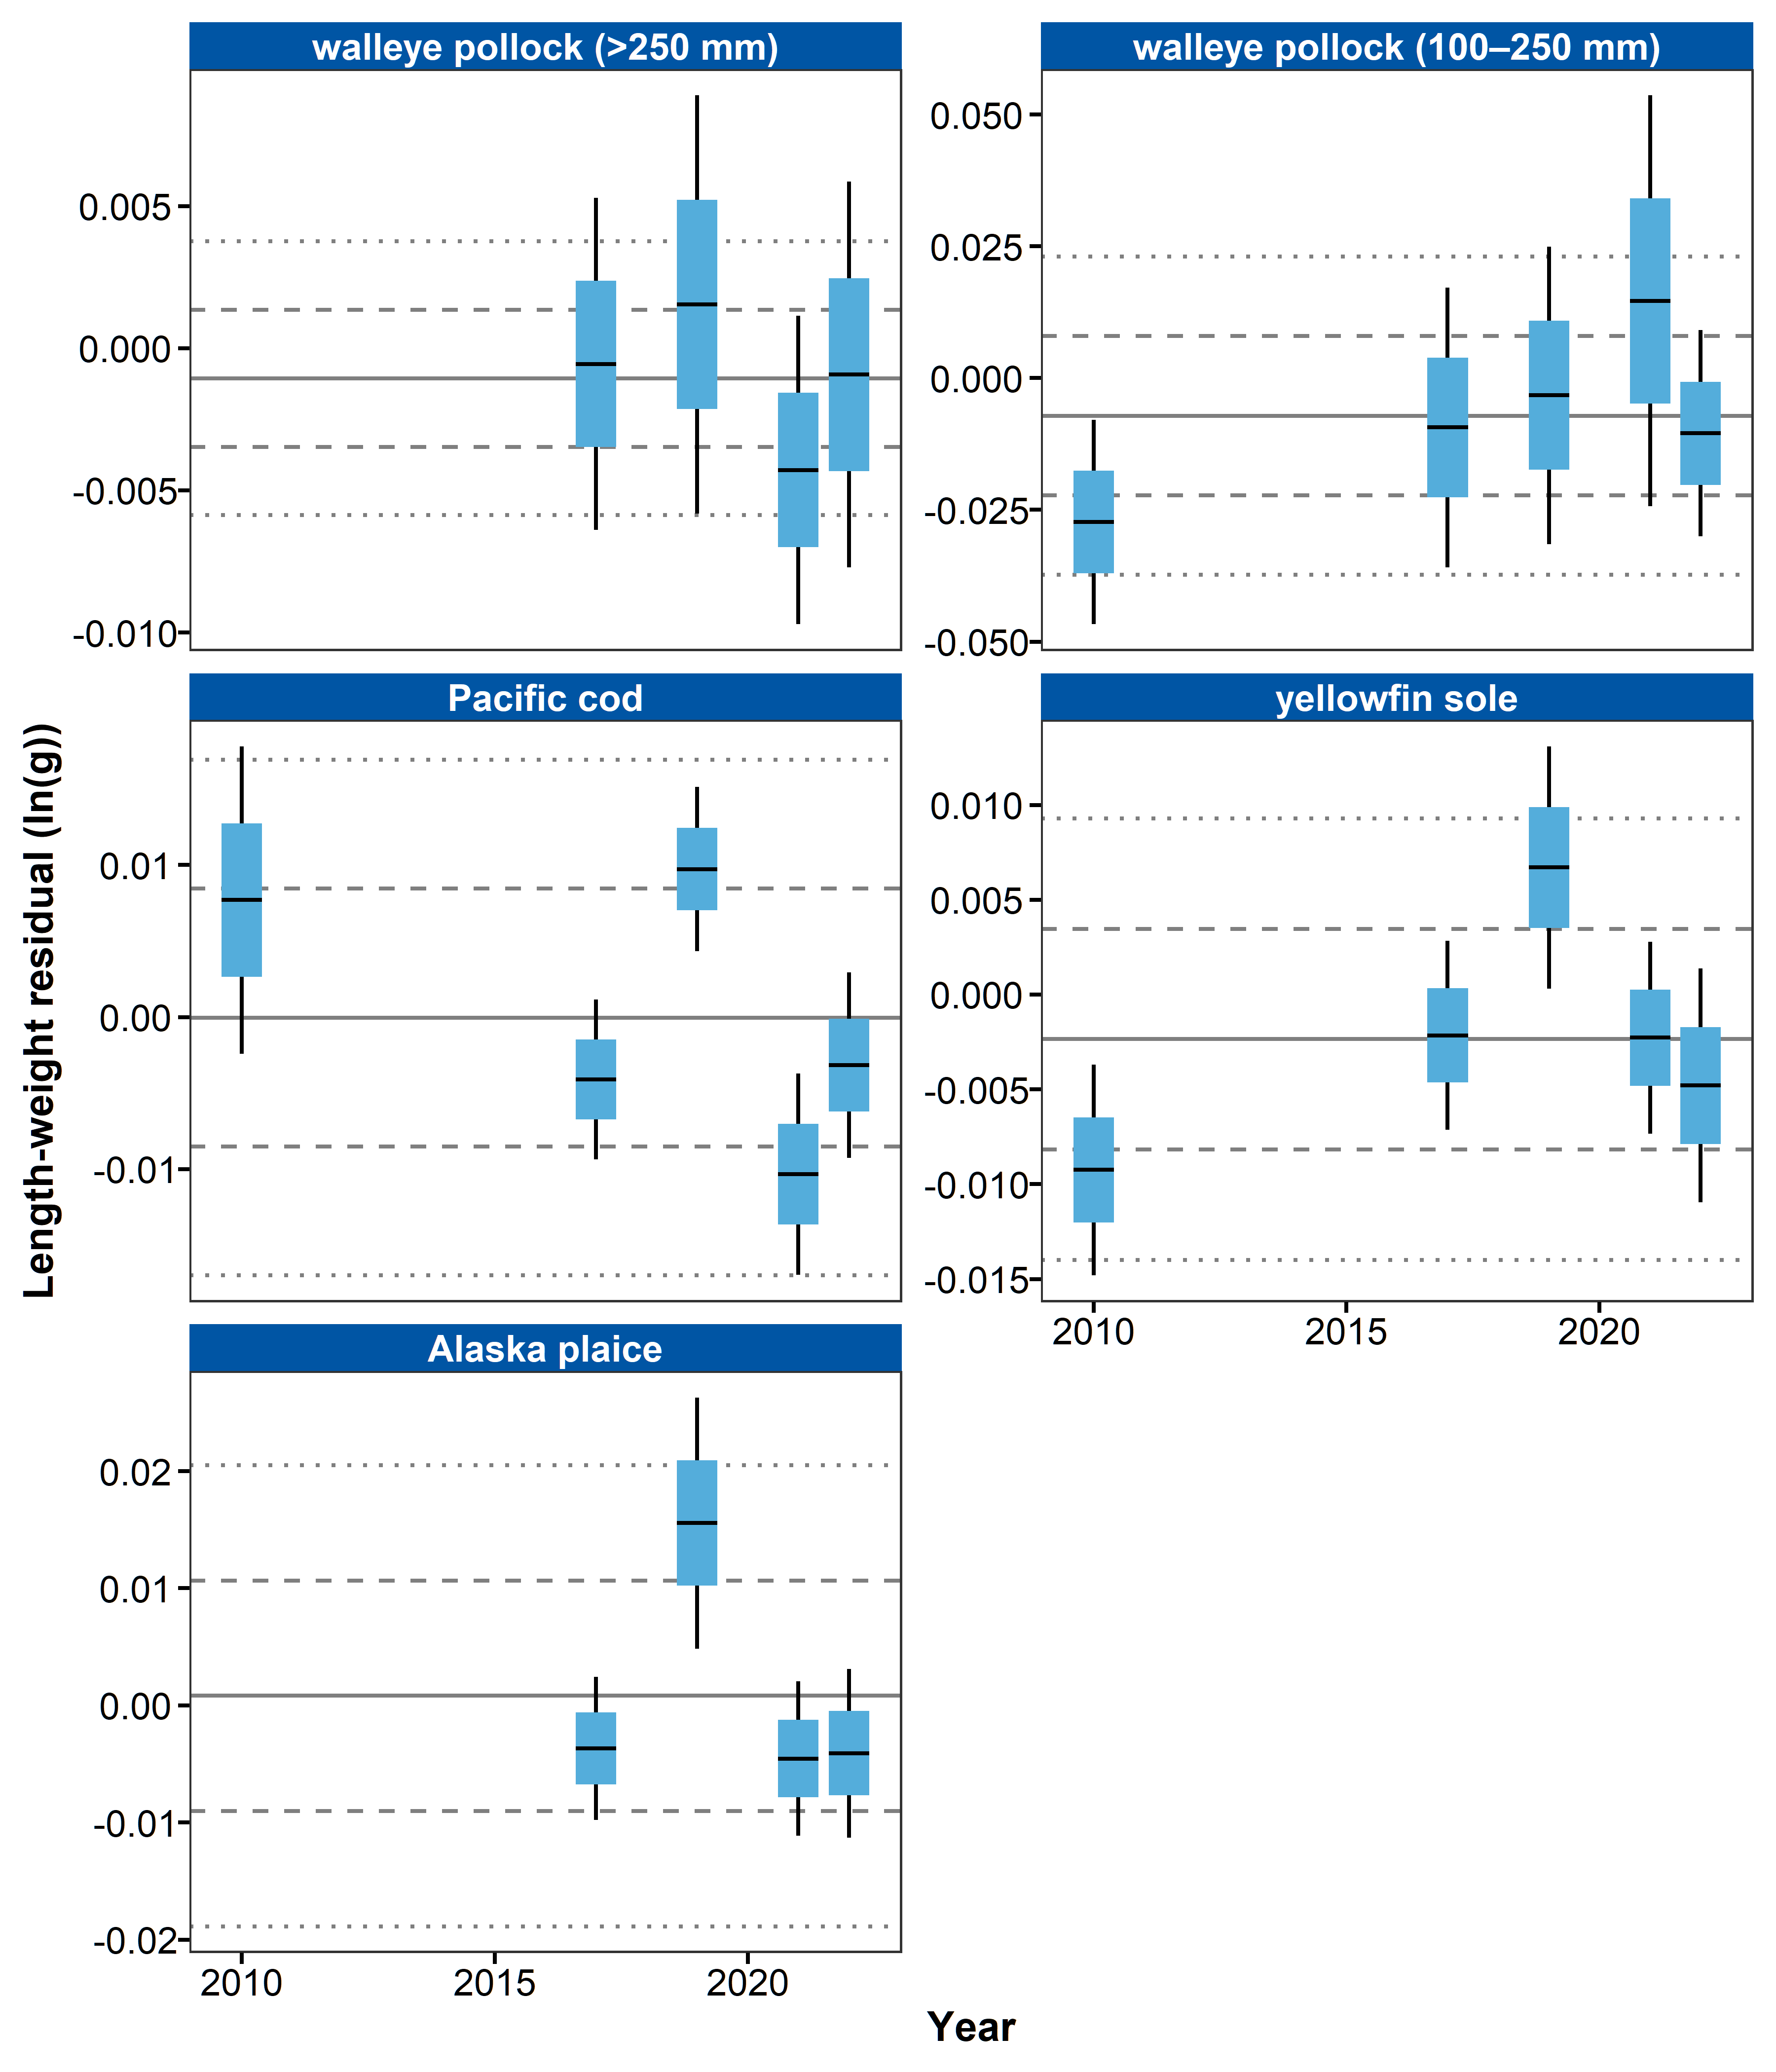 walleye pollock (>250 mm)
walleye pollock (100–250 mm)
0.005
0.000
-0.005
-0.010
0.050
0.025
0.000
-0.025
-0.050
Pacific cod
yellowfin sole
Length-weight residual (ln(g))
0.01
0.00
-0.01
0.010
0.005
0.000
-0.005
-0.010
-0.015
2010 2015 2020
Alaska plaice
0.02
0.01
0.00
-0.01
-0.02
2010 2015 2020
Year